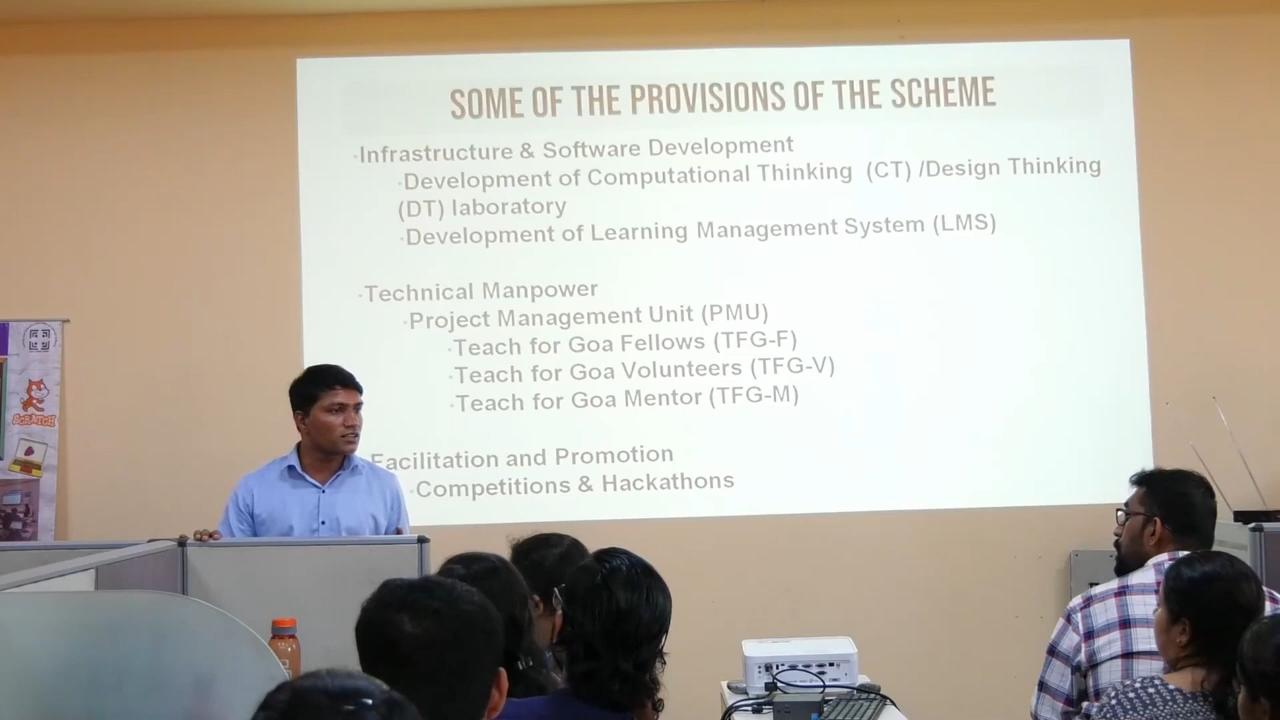 SOME OF THE PROVISIONS OF THE SCHEME
·Infrastructure & Software Development
·Development of Computational Thinking (CT) /Design Thinking
(DT) laboratory
·Development of Learning Management System (LMS)
·Technical Manpower
·Project Management Unit (PMU)
·Teach for Goa Fellows (TFG-F)
·Teach for Goa Volunteers (TFG-V)
·Teach for Goa Mentor (TFG-M)
Facilitation and Promotion
·Competitions & Hackathons
SCRATCH